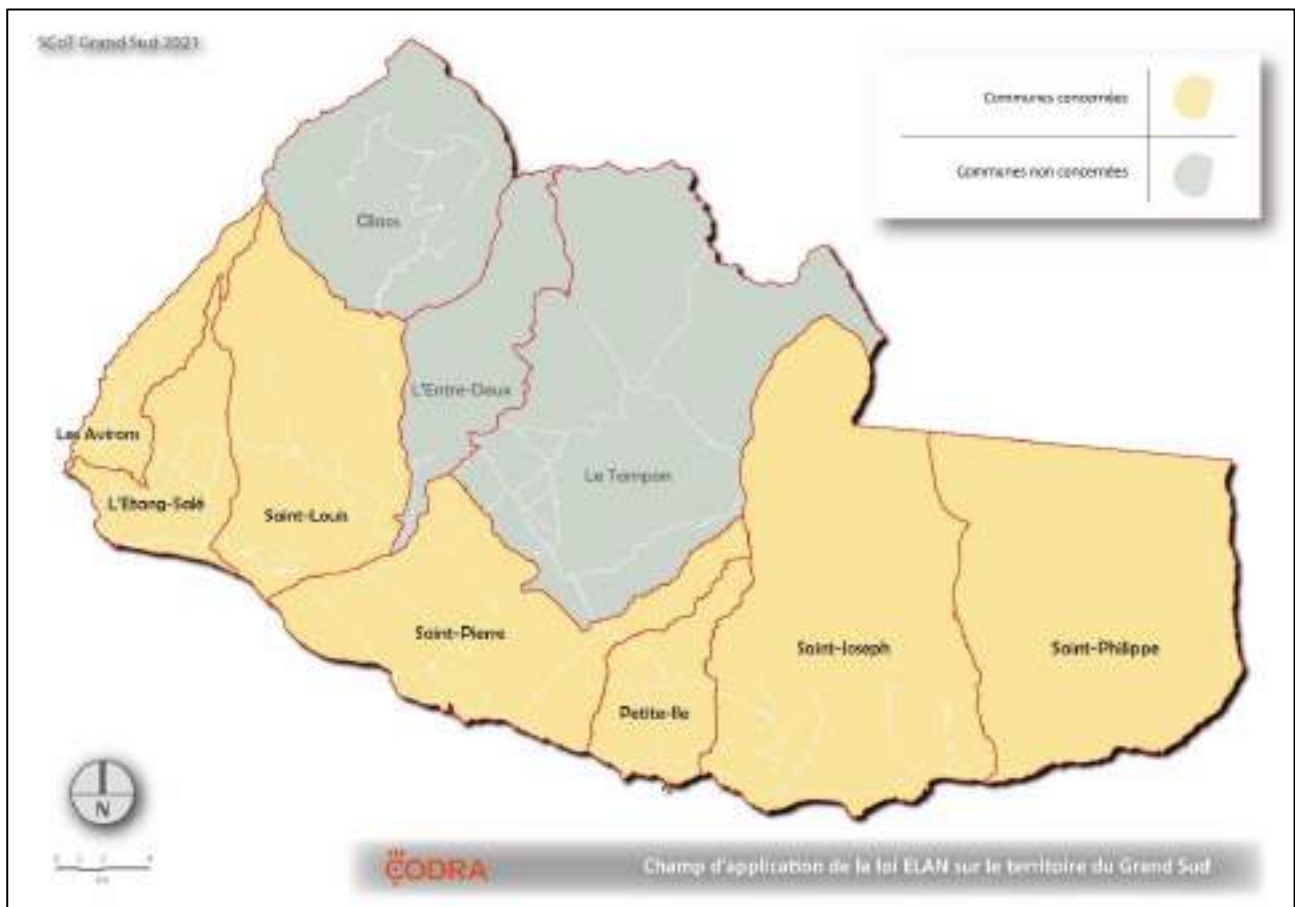 SCoT Grand Sud 2021
Communes concernées
Communes non concernées
Cilaos
L'Entre-Deux
Le Tampon
Les Avirons
L'Etang-Salé
Saint-Louis
Saint-Pierre
Petite-Ile
Saint-Joseph
Saint-Philippe
N
CODRA
Champ d'application de la loi ELAN sur le territoire du Grand Sud